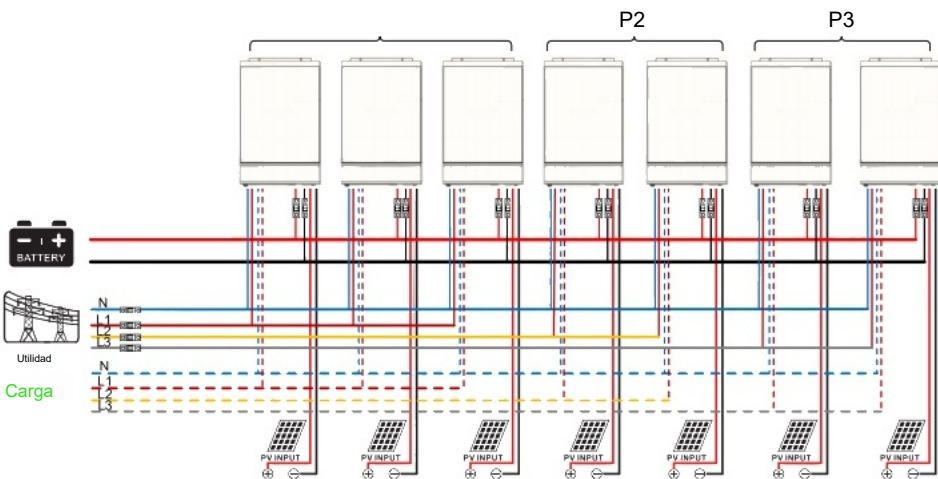 P2
P3
BATTERY
N
L1
L2
L3
Utilidad
N
L1
L2
L3
Carga
PV INPUT
PV INPUT
PV INPUT
PV INPUT
PV INPUT
PV INPUT
PV INPUT